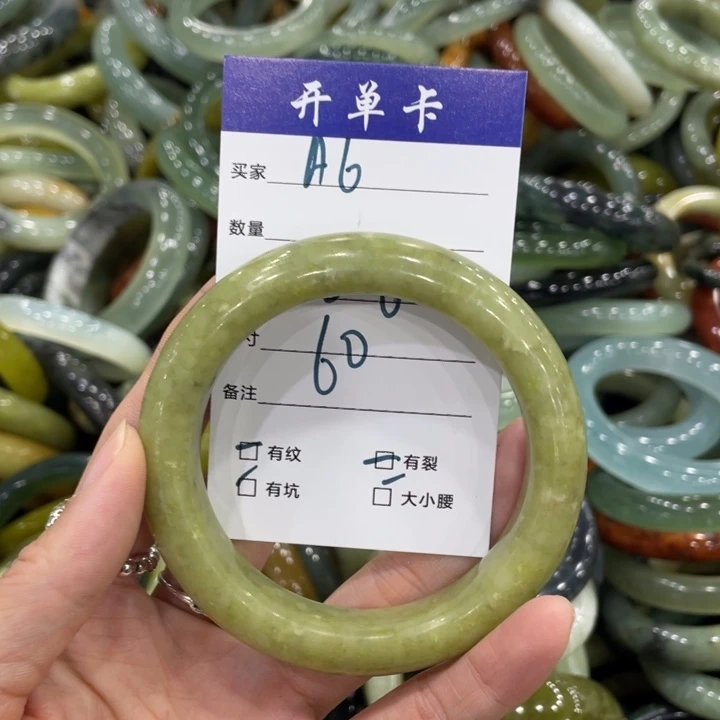 开单卡
买家 A6
数量
寸 60
备注
有纹 有裂
有坑 大小腰